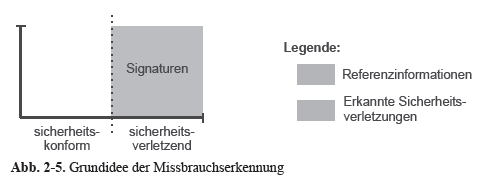 Signaturen
sicherheits-
konform
sicherheits-
verletzend
Legende:
Referenzinformationen
Erkannte Sicherheits-
verletzungen
Abb. 2-5. Grundidee der Missbrauchserkennung